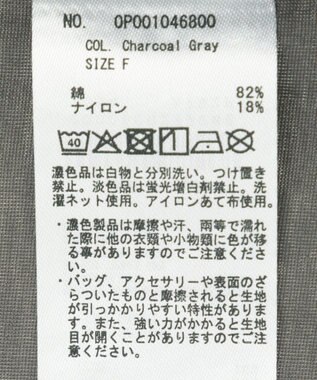 NO. 0P001046800
COL. Charcoal Gray
SIZE F
綿 82%
ナイロン 18%
40
濃色品は白物と分別洗い。つけ置き
禁止。淡色品は蛍光増白剤禁止。洗
濯ネット使用。アイロンあて布使用。
・濃色製品は摩擦や汗、雨等で濡れ
た際に他の衣類や小物類に色が移
る事がありますのでご注意くださ
い。
・バッグ、アクセサリーや表面のざ
らついたものと摩擦されると生地
が引っかかりやすい特性がありま
す。また、強い力がかかると生地
目が開くことがありますのでご注
意ください。